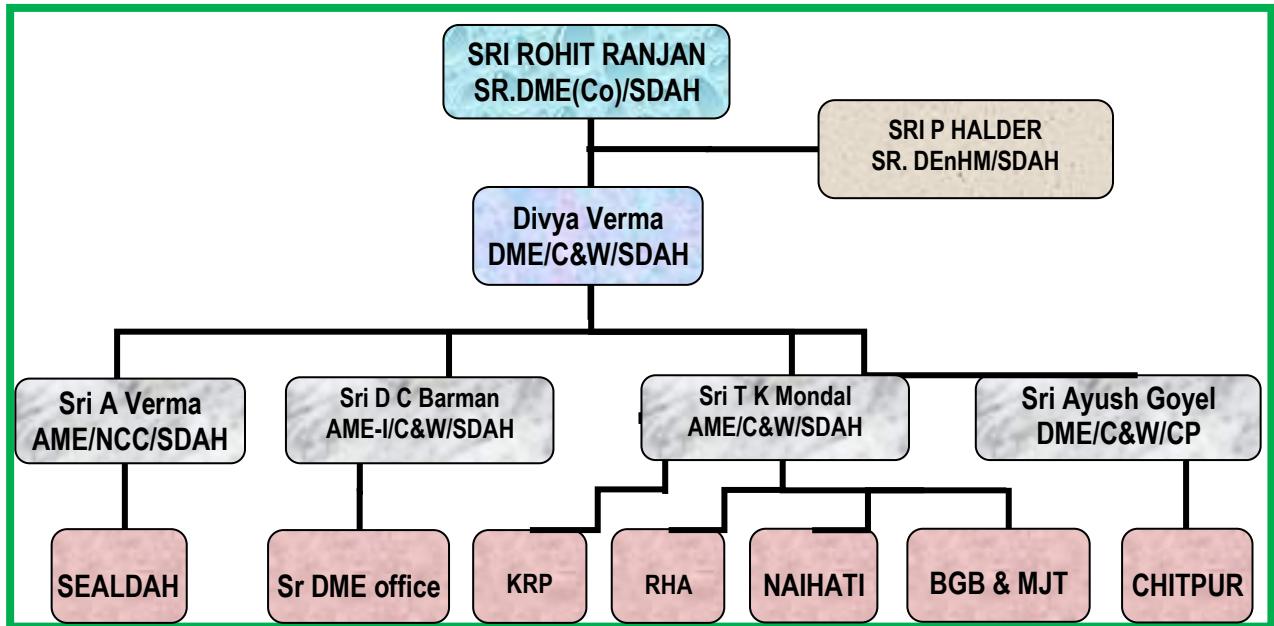 SRI ROHIT RANJAN
SR.DME(Co)/SDAH
SRI P HALDER
SR. DEnHM/SDAH
Divya Verma
DME/C&W/SDAH
Sri A Verma
AME/NCC/SDAH
Sri D C Barman
AME-I/C&W/SDAH
Sri T K Mondal
AME/C&W/SDAH
Sri Ayush Goyel
DME/C&W/CP
SEALDAH
Sr DME office
KRP
RHA
NAIHATI
BGB & MJT
CHITPUR